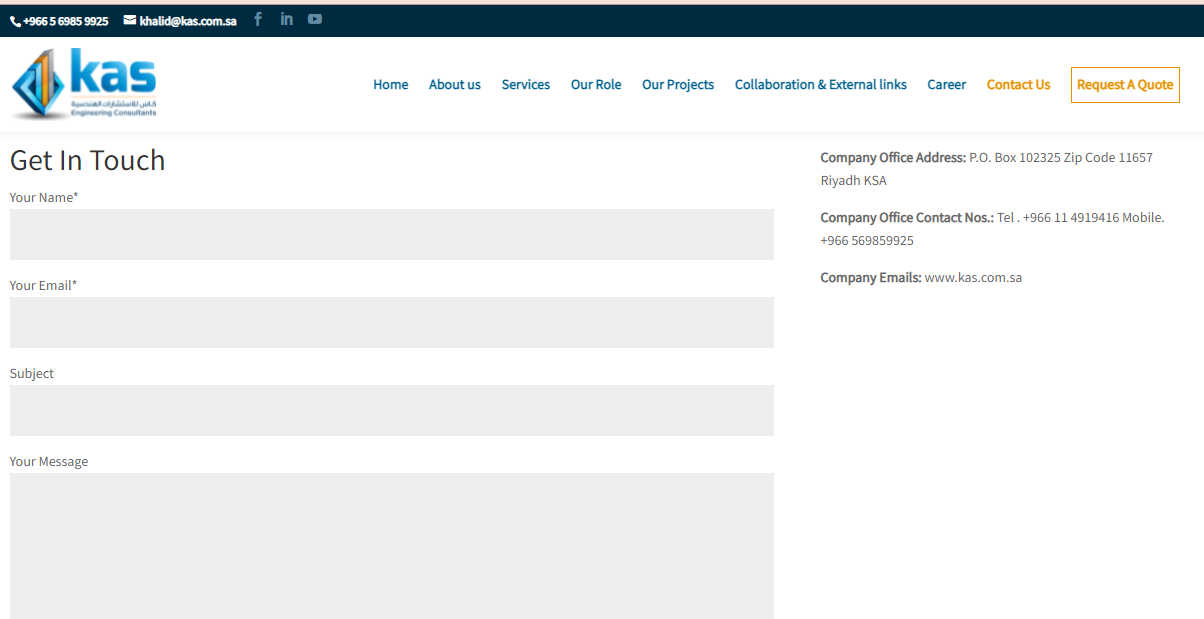 +966 5 6985 9925 khalid@kas.com.sa
kas
كاس للاستشارات الهندسية
Engineering Consultants
Home About us Services Our Role Our Projects Collaboration & External links Career Contact Us Request A Quote
Get In Touch
Your Name*
Your Email*
Subject
Your Message
Company Office Address: P.O. Box 102325 Zip Code 11657
Riyadh KSA
Company Office Contact Nos.: Tel . +966 11 4919416 Mobile.
+966 569859925
Company Emails: www.kas.com.sa